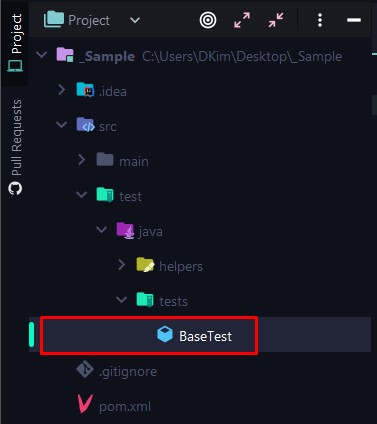 Project
Pull Requests
Project
_Sample C:\Users\DKim\Desktop\_Sample
.idea
src
main
test
java
helpers
tests
BaseTest
.gitignore
pom.xml